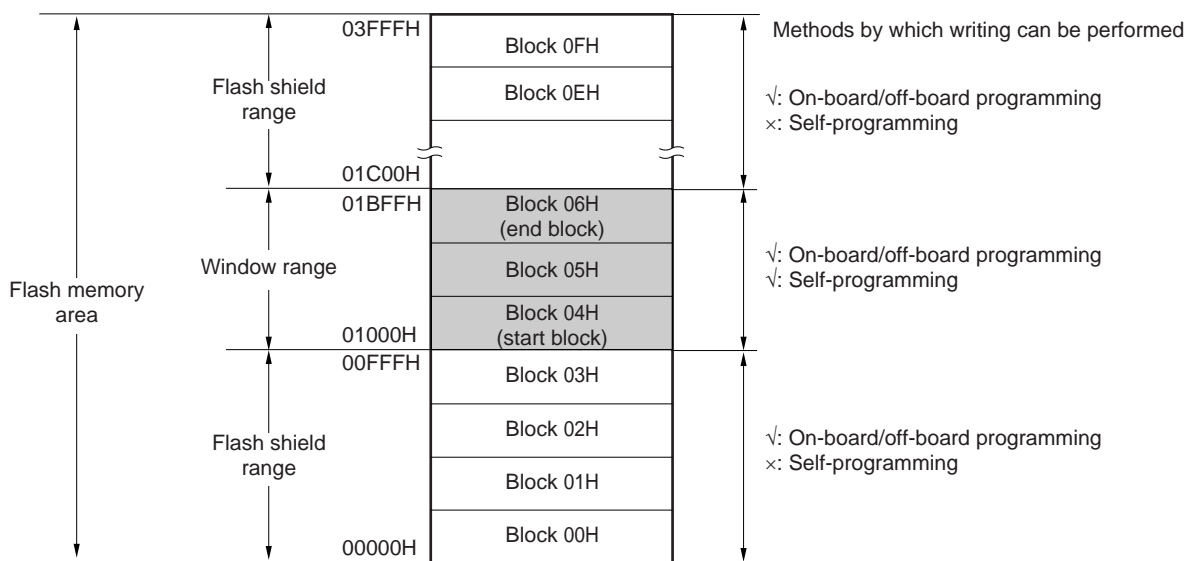 03FFFH
Block 0FH
Methods by which writing can be performed
Flash shield
range
Block 0EH
√: On-board/off-board programming
×: Self-programming
01C00H
01BFFH
Block 06H
(end block)
Window range
Block 05H
√: On-board/off-board programming
√: Self-programming
Flash memory
area
Block 04H
(start block)
01000H
00FFFH
Block 03H
Flash shield
range
Block 02H
√: On-board/off-board programming
×: Self-programming
Block 01H
Block 00H
00000H